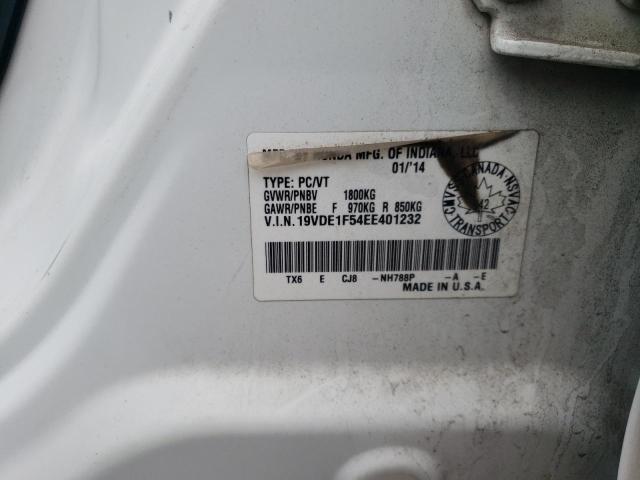 HONDA MFG. OF INDIANA, LLC
01/'14
TYPE: PC/VT
GVWR/PNBV 1800KG
GAWR/PNBE F 970KG R 850KG
V.I.N. 19VDE1F54EE401232
CANADA
TRANSPORT
TX6 E CJ8 -NH788P -A -E
MADE IN U.S.A.